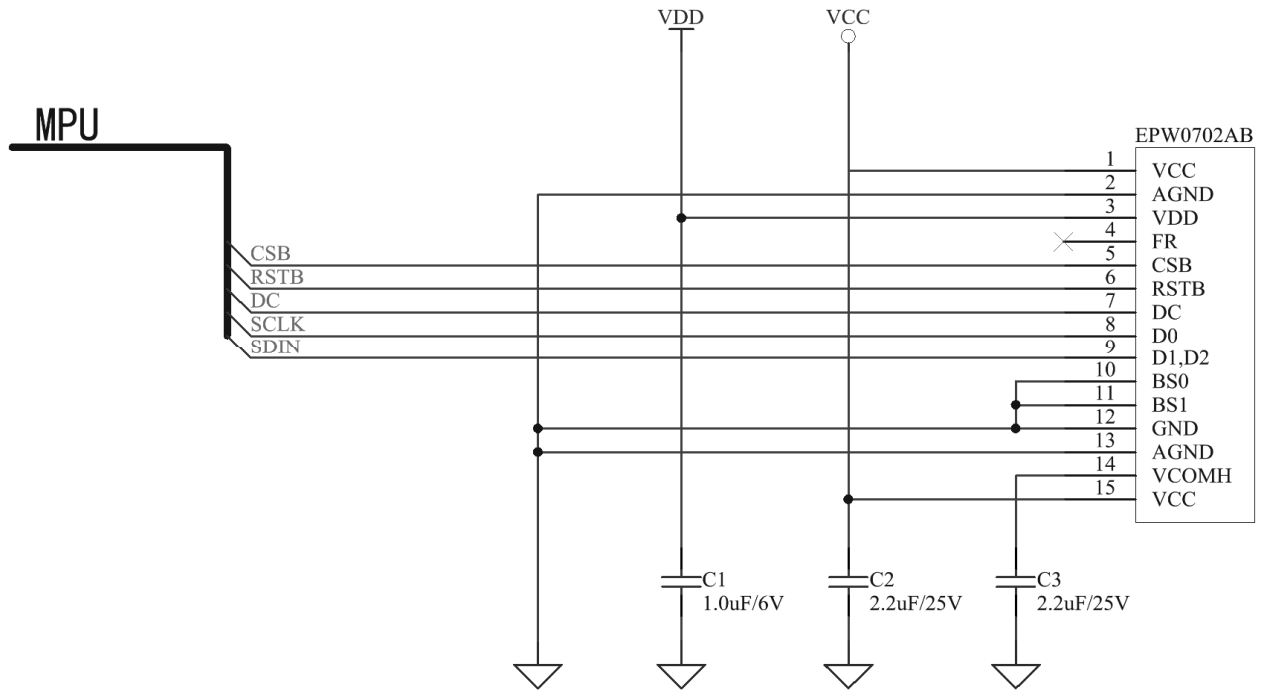 VDD
VCC
MPU
EPW0702AB
1 VCC
2 AGND
3 VDD
4 FR
CSB 5 CSB
RSTB 6 RSTB
DC 7 DC
SCLK 8 D0
SDIN 9 D1,D2
10 BS0
11 BS1
12 GND
13 AGND
14 VCOMH
15 VCC
C1
1.0uF/6V
C2
2.2uF/25V
C3
2.2uF/25V